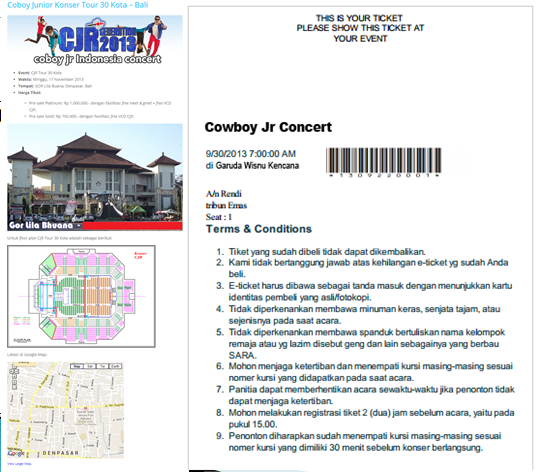 Coboy Junior Konser Tour 30 Kota – Bali
CJR GENERATION
2013
coboy jr Indonesia concert
Event: CJR Tour 30 Kota
Waktu: Minggu, 17 November 2013
Tempat: GOR Lila Buana, Denpasar, Bali
Harga Tiket:
Pre sale Platinum: Rp 1,000,000.- dengan fasilitas: free meet & greet + free VCD CJR.
Pre sale Gold: Rp 750,000.- dengan fasilitas: free VCD CJR.
Gor Lila Bhuana
Untuk floor plan CJR Tour 30 Kota adalah sebagai berikut:
Konser
CJR
Lokasi di Google Map:
Map
Sat
Ter
Earth
Google
DENPASAR
View Larger Map
THIS IS YOUR TICKET
PLEASE SHOW THIS TICKET AT
YOUR EVENT
Cowboy Jr Concert
9/30/2013 7:00:00 AM
di Garuda Wisnu Kencana
*1309220001*
A/n Rendi
tribun Emas
Seat : 1
Terms & Conditions
1. Tiket yang sudah dibeli tidak dapat dikembalikan.
2. Kami tidak bertanggung jawab atas kehilangan e-ticket yg sudah Anda
beli.
3. E-ticket harus dibawa sebagai tanda masuk dengan menunjukkan kartu
identitas pembeli yang asli/fotokopi.
4. Tidak diperkenankan membawa minuman keras, senjata tajam, atau
sejenisnya pada saat acara.
5. Tidak diperkenankan membawa spanduk bertuliskan nama kelompok
remaja atau yg lazim disebut geng dan lain sebagainya yang berbau
SARA.
6. Mohon menjaga ketertiban dan menempati kursi masing-masing sesuai
nomer kursi yang didapatkan pada saat acara.
7. Panitia dapat memberhentikan acara sewaktu-waktu jika penonton tidak
dapat menjaga ketertiban.
8. Mohon melakukan registrasi tiket 2 (dua) jam sebelum acara, yaitu pada
pukul 15.00.
9. Penonton diharapkan sudah menempati kursi masing-masing sesuai
nomor kursi yang dimiliki 30 menit sebelum konser berlangsung.